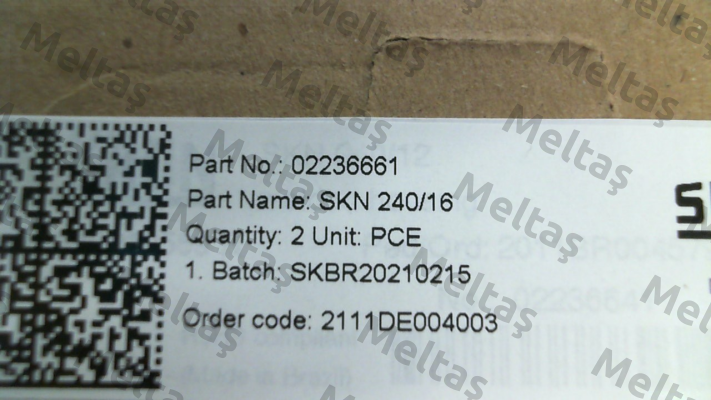 Part No.: 02236661
Part Name: SKN 240/16
Quantity: 2 Unit: PCE
1. Batch: SKBR20210215
Order code: 2111DE004003
Meltaş